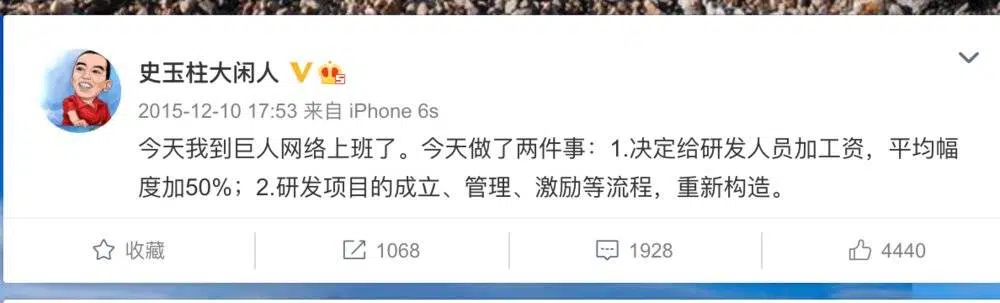 史玉柱大闲人
2015-12-10 17:53 来自 iPhone 6s
今天我到巨人网络上班了。今天做了两件事：1.决定给研发人员加工资，平均幅
度加50%；2.研发项目的成立、管理、激励等流程，重新构造。
收藏 1068 1928 4440